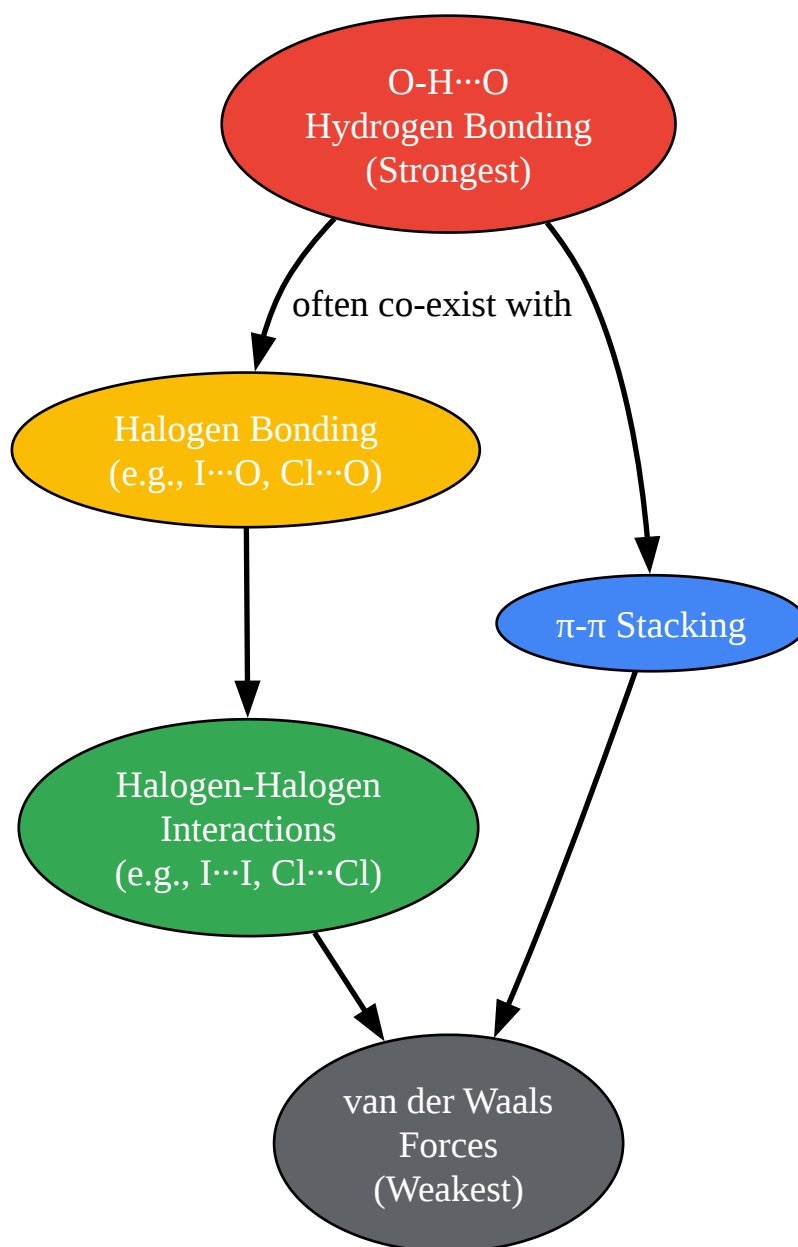 O-H···O
Hydrogen Bonding
(Strongest)
often co-exist with
Halogen Bonding
(e.g., I···O, Cl···O)
π-π Stacking
Halogen-Halogen
Interactions
(e.g., I···I, Cl···Cl)
van der Waals
Forces
(Weakest)